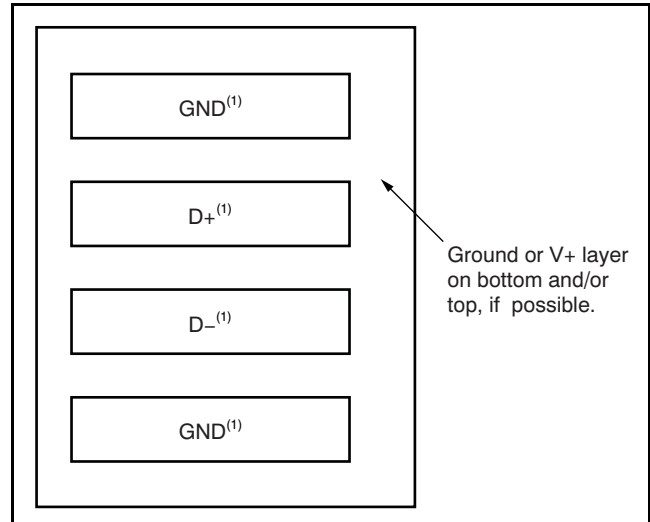 GND(1)
D+(1)
Ground or V+ layer
on bottom and/or
top, if possible.
D−(1)
GND(1)